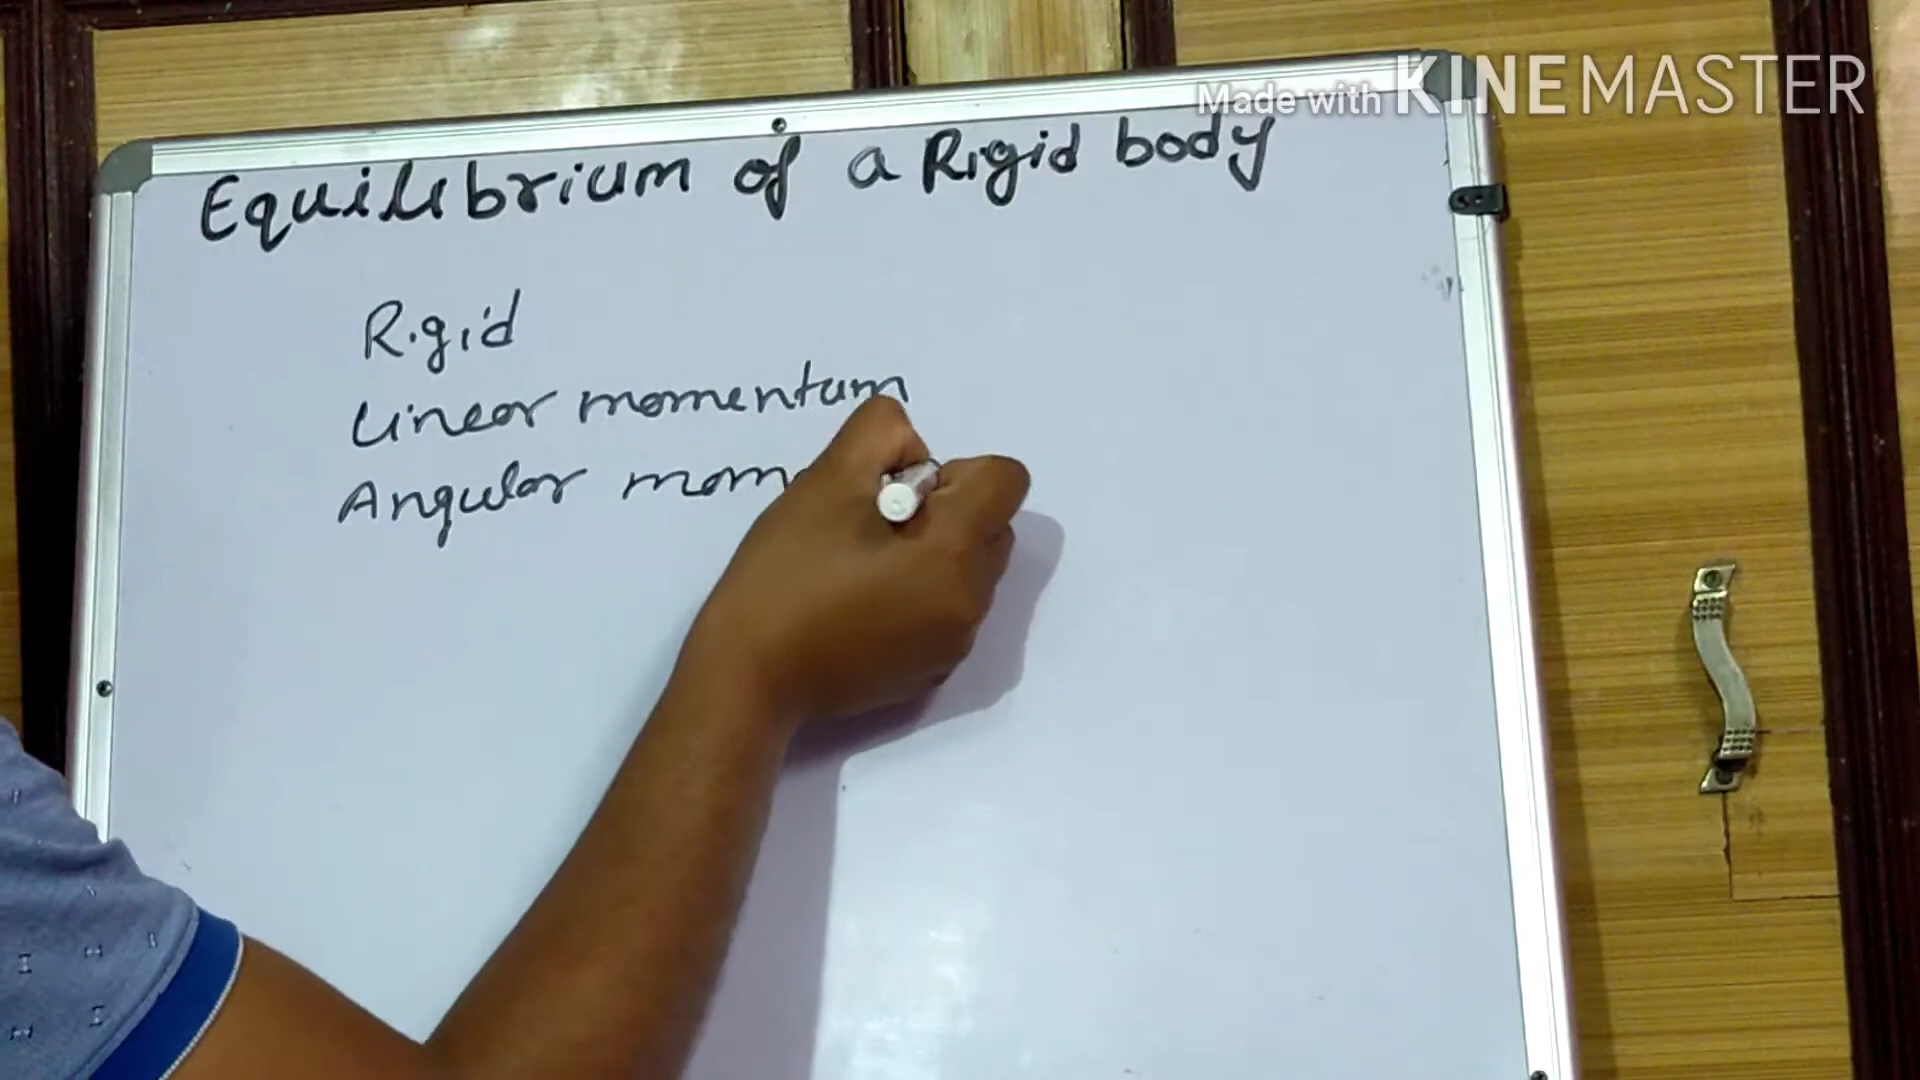 Made with KINEMASTER
Equilibrium of a Rigid body
Rigid
Linear momentum
Angular mom